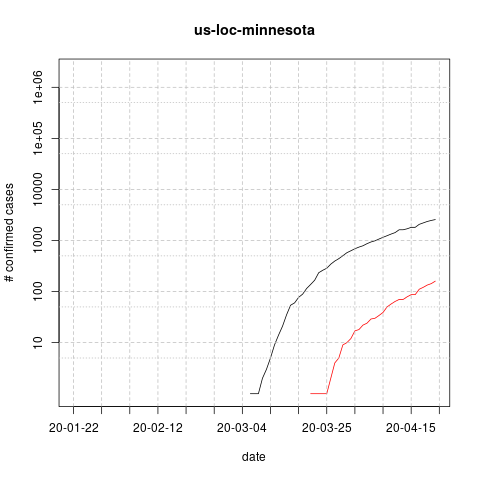 us-loc-minnesota
# confirmed cases
1e+06
1e+05
10000
1000
100
10
20-01-22
20-02-12
20-03-04
20-03-25
20-04-15
date